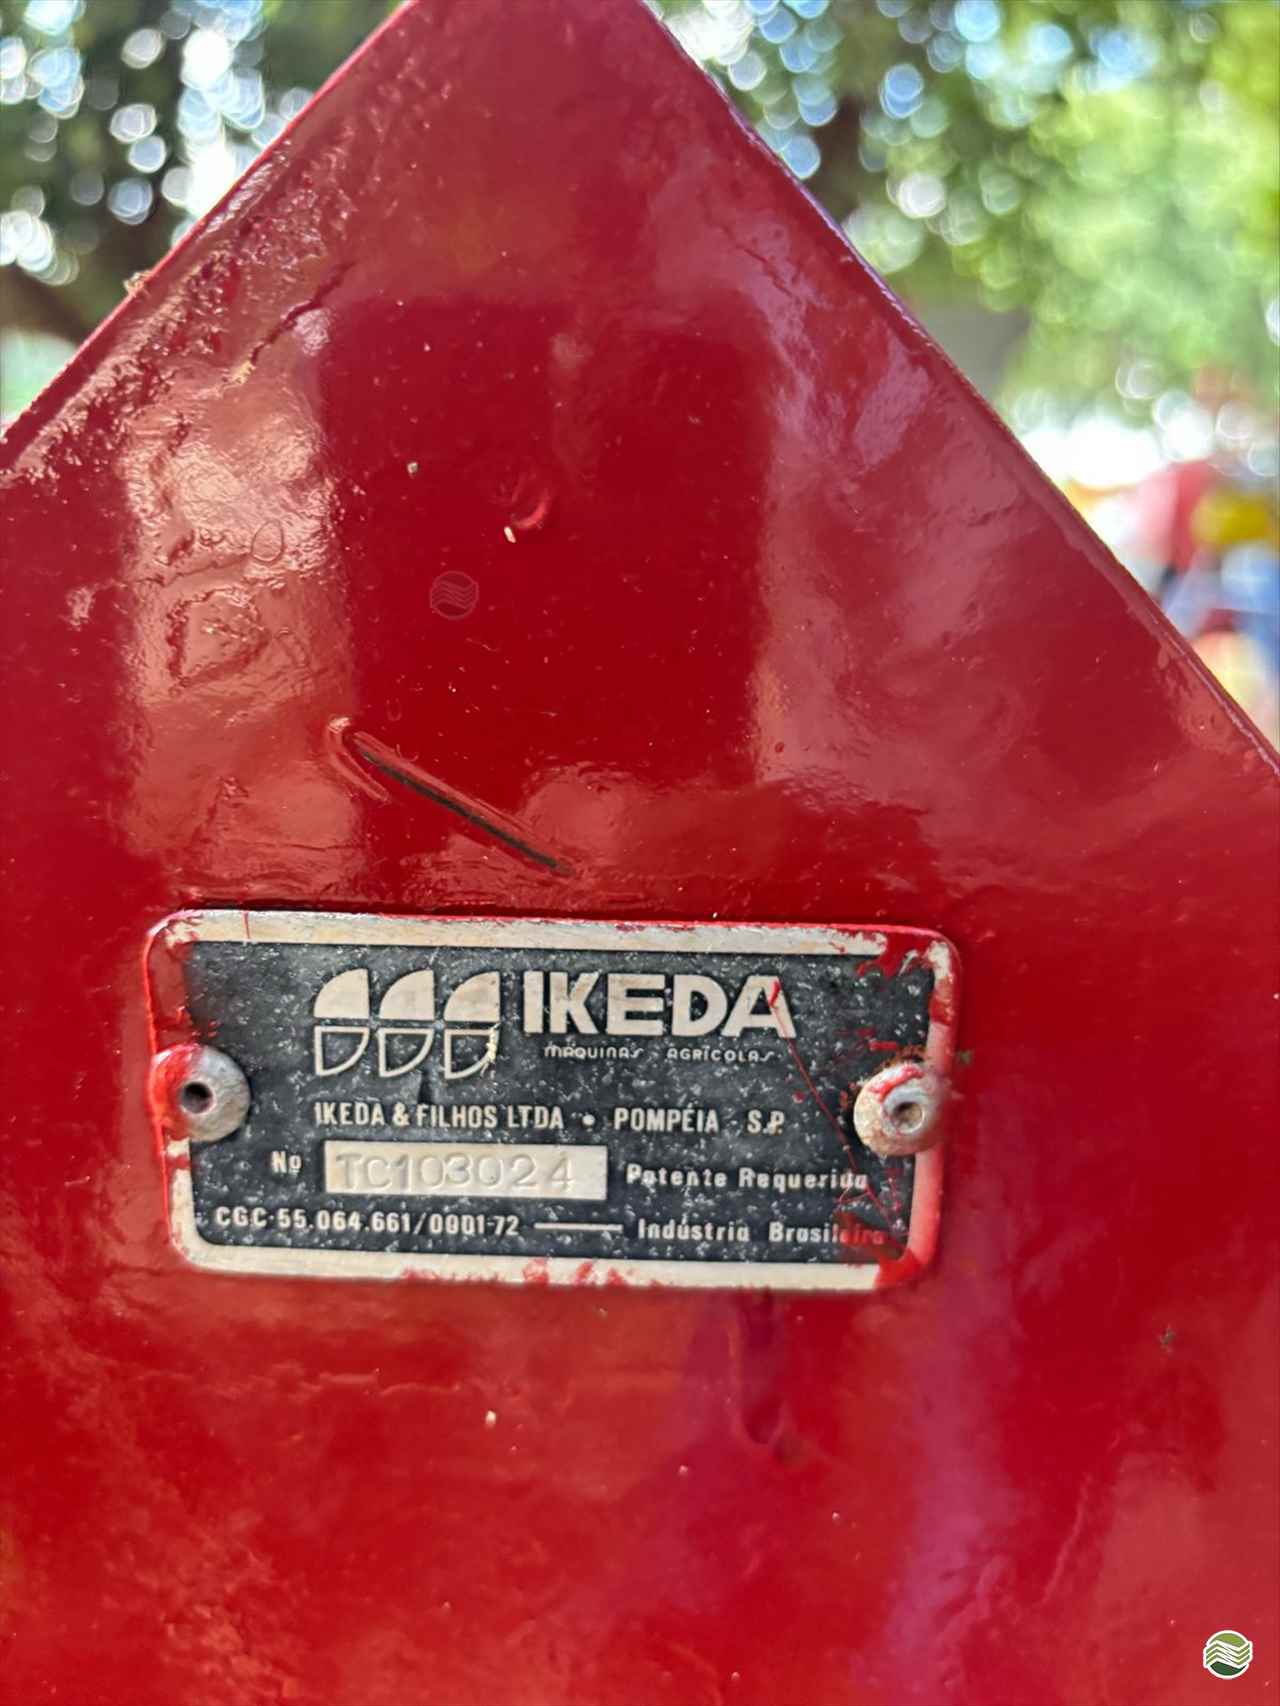 IKEDA
MÁQUINAS AGRÍCOLAS
IKEDA & FILHOS LTDA • POMPÉIA - S.P.
Nº TC103024 Patente Requerida
CGC-55.064.661/0001-72 Indústria Brasileira